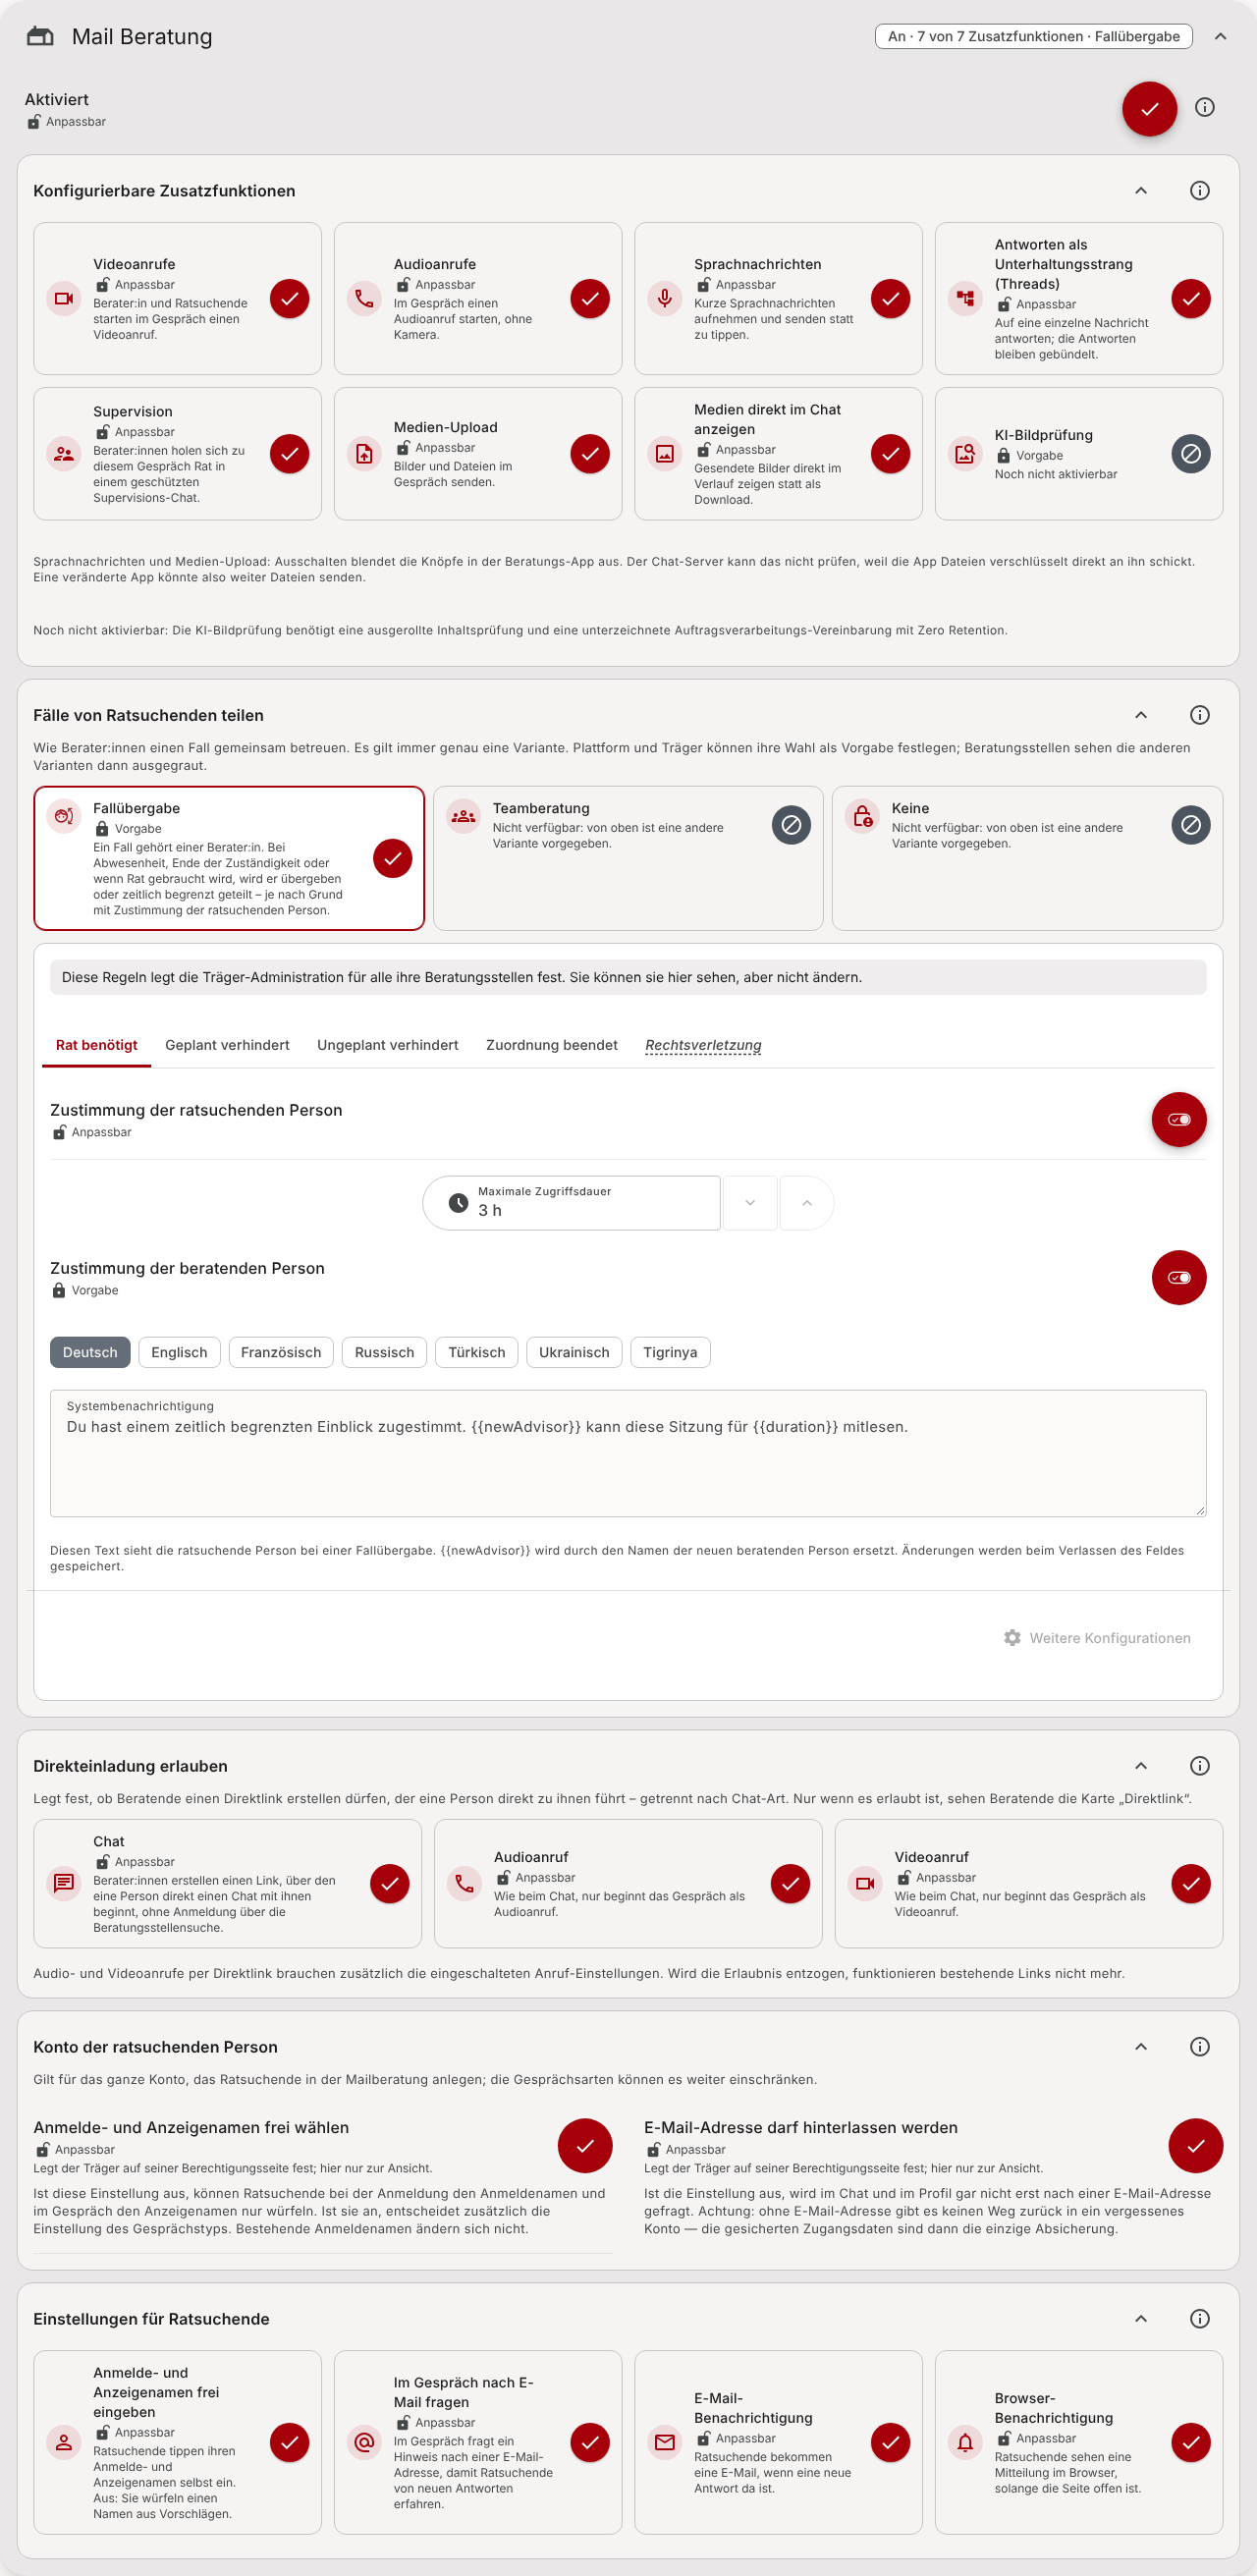 Mail Beratung
An · 7 von 7 Zusatzfunktionen · Fallübergabe
Aktiviert
Anpassbar
Konfigurierbare Zusatzfunktionen
Videoanrufe
Anpassbar
Berater:in und Ratsuchende
starten im Gespräch einen
Videoanruf.
Audioanrufe
Anpassbar
Im Gespräch einen
Audioanruf starten, ohne
Kamera.
Sprachnachrichten
Anpassbar
Kurze Sprachnachrichten
aufnehmen und senden statt
zu tippen.
Antworten als
Unterhaltungsstrang
(Threads)
Anpassbar
Auf eine einzelne Nachricht
antworten; die Antworten
bleiben gebündelt.
Supervision
Anpassbar
Berater:innen holen sich zu
diesem Gespräch Rat in
einem geschützten
Supervisions-Chat.
Medien-Upload
Anpassbar
Bilder und Dateien im
Gespräch senden.
Medien direkt im Chat
anzeigen
Anpassbar
Gesendete Bilder direkt im
Verlauf zeigen statt als
Download.
KI-Bildprüfung
Vorgabe
Noch nicht aktivierbar
Sprachnachrichten und Medien-Upload: Ausschalten blendet die Knöpfe in der Beratungs-App aus. Der Chat-Server kann das nicht prüfen, weil die App Dateien verschlüsselt direkt an ihn schickt.
Eine veränderte App könnte also weiter Dateien senden.
Noch nicht aktivierbar: Die KI-Bildprüfung benötigt eine ausgerollte Inhaltsprüfung und eine unterzeichnete Auftragsverarbeitungs-Vereinbarung mit Zero Retention.
Fälle von Ratsuchenden teilen
Wie Berater:innen einen Fall gemeinsam betreuen. Es gilt immer genau eine Variante. Plattform und Träger können ihre Wahl als Vorgabe festlegen; Beratungsstellen sehen die anderen
Varianten dann ausgegraut.
Fallübergabe
Vorgabe
Ein Fall gehört einer Berater:in. Bei
Abwesenheit, Ende der Zuständigkeit oder
wenn Rat gebraucht wird, wird er übergeben
oder zeitlich begrenzt geteilt – je nach Grund
mit Zustimmung der ratsuchenden Person.
Teamberatung
Nicht verfügbar: von oben ist eine andere
Variante vorgegeben.
Keine
Nicht verfügbar: von oben ist eine andere
Variante vorgegeben.
Diese Regeln legt die Träger-Administration für alle ihre Beratungsstellen fest. Sie können sie hier sehen, aber nicht ändern.
Rat benötigt
Geplant verhindert
Ungeplant verhindert
Zuordnung beendet
Rechtsverletzung
Zustimmung der ratsuchenden Person
Anpassbar
Maximale Zugriffsdauer
3 h
Zustimmung der beratenden Person
Vorgabe
Deutsch
Englisch
Französisch
Russisch
Türkisch
Ukrainisch
Tigrinya
Systembenachrichtigung
Du hast einem zeitlich begrenzten Einblick zugestimmt. {{newAdvisor}} kann diese Sitzung für {{duration}} mitlesen.
Diesen Text sieht die ratsuchende Person bei einer Fallübergabe. {{newAdvisor}} wird durch den Namen der neuen beratenden Person ersetzt. Änderungen werden beim Verlassen des Feldes
gespeichert.
Weitere Konfigurationen
Direkteinladung erlauben
Legt fest, ob Beratende einen Direktlink erstellen dürfen, der eine Person direkt zu ihnen führt – getrennt nach Chat-Art. Nur wenn es erlaubt ist, sehen Beratende die Karte „Direktlink“.
Chat
Anpassbar
Berater:innen erstellen einen Link, über den
eine Person direkt einen Chat mit ihnen
beginnt, ohne Anmeldung über die
Beratungsstellensuche.
Audioanruf
Anpassbar
Wie beim Chat, nur beginnt das Gespräch als
Audioanruf.
Videoanruf
Anpassbar
Wie beim Chat, nur beginnt das Gespräch als
Videoanruf.
Audio- und Videoanrufe per Direktlink brauchen zusätzlich die eingeschalteten Anruf-Einstellungen. Wird die Erlaubnis entzogen, funktionieren bestehende Links nicht mehr.
Konto der ratsuchenden Person
Gilt für das ganze Konto, das Ratsuchende in der Mailberatung anlegen; die Gesprächsarten können es weiter einschränken.
Anmelde- und Anzeigenamen frei wählen
Anpassbar
Legt der Träger auf seiner Berechtigungsseite fest; hier nur zur Ansicht.
Ist diese Einstellung aus, können Ratsuchende bei der Anmeldung den Anmeldenamen und
im Gespräch den Anzeigenamen nur würfeln. Ist sie an, entscheidet zusätzlich die
Einstellung des Gesprächstyps. Bestehende Anmeldenamen ändern sich nicht.
E-Mail-Adresse darf hinterlassen werden
Anpassbar
Legt der Träger auf seiner Berechtigungsseite fest; hier nur zur Ansicht.
Ist die Einstellung aus, wird im Chat und im Profil gar nicht erst nach einer E-Mail-Adresse
gefragt. Achtung: ohne E-Mail-Adresse gibt es keinen Weg zurück in ein vergessenes
Konto — die gesicherten Zugangsdaten sind dann die einzige Absicherung.
Einstellungen für Ratsuchende
Anmelde- und
Anzeigenamen frei
eingeben
Anpassbar
Ratsuchende tippen ihren
Anmelde- und
Anzeigenamen selbst ein.
Aus: Sie würfeln einen
Namen aus Vorschlägen.
Im Gespräch nach E-
Mail fragen
Anpassbar
Im Gespräch fragt ein
Hinweis nach einer E-Mail-
Adresse, damit Ratsuchende
von neuen Antworten
erfahren.
E-Mail-
Benachrichtigung
Anpassbar
Ratsuchende bekommen
eine E-Mail, wenn eine neue
Antwort da ist.
Browser-
Benachrichtigung
Anpassbar
Ratsuchende sehen eine
Mitteilung im Browser,
solange die Seite offen ist.